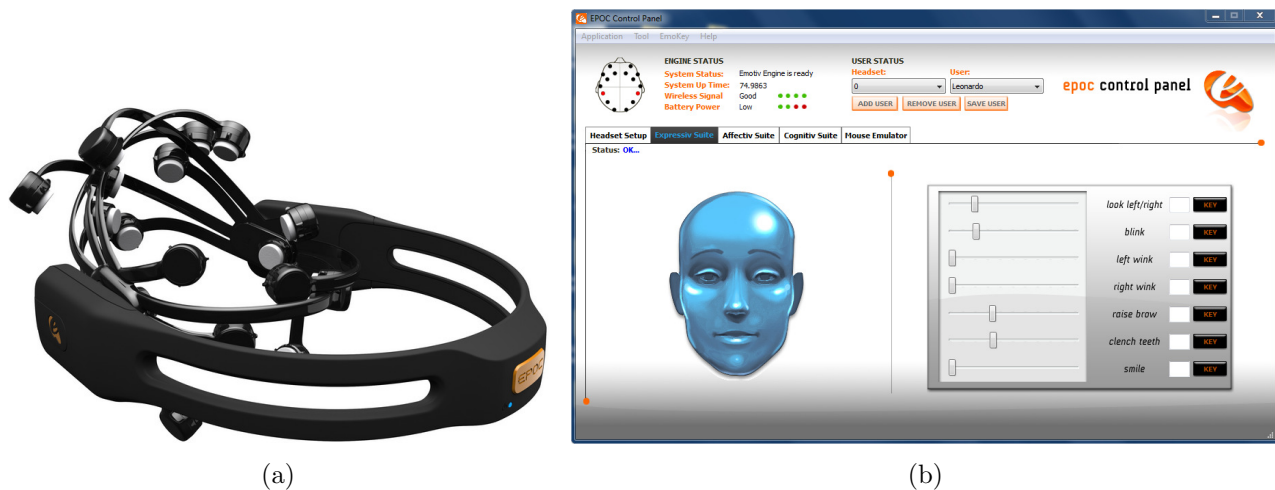 EPOC
EPOC Control Panel
Application Tool EmoKey Help
ENGINE STATUS
System Status: Emotiv Engine is ready
System Up Time: 74.9863
Wireless Signal Good
Battery Power Low
USER STATUS
Headset: User:
0 Leonardo
ADD USER REMOVE USER SAVE USER
epoc control panel
Headset Setup Expressiv Suite Affectiv Suite Cognitiv Suite Mouse Emulator
Status: OK...
look left/right KEY
blink KEY
left wink KEY
right wink KEY
raise brow KEY
clench teeth KEY
smile KEY
(a) (b)